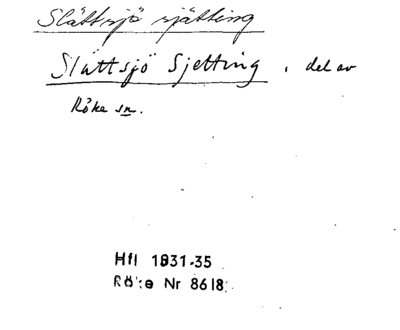 Slättsjö sjätting
Slättsjö Sjetting, del av
Röke sn.
Hfl 1931-35
Röke Nr 8618